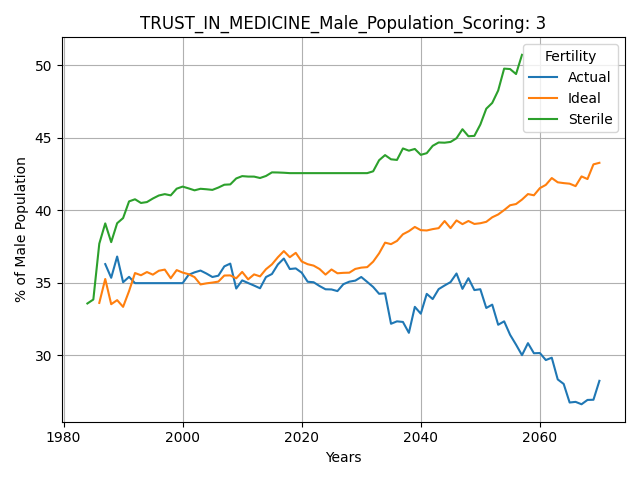 TRUST_IN_MEDICINE_Male_Population_Scoring: 3
% of Male Population
50
45
40
35
30
Fertility
Actual
Ideal
Sterile
1980 2000 2020 2040 2060
Years